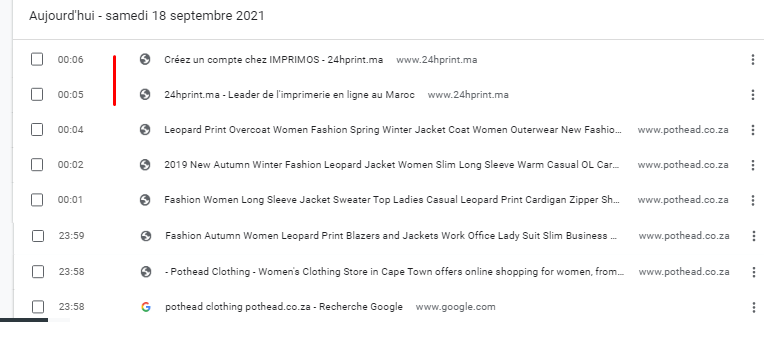 Aujourd'hui - samedi 18 septembre 2021
00:06 Créez un compte chez IMPRIMOS - 24hprint.ma www.24hprint.ma
00:05 24hprint.ma - Leader de l'imprimerie en ligne au Maroc www.24hprint.ma
00:04 Leopard Print Overcoat Women Fashion Spring Winter Jacket Coat Women Outerwear New Fashio... www.pothead.co.za
00:02 2019 New Autumn Winter Fashion Leopard Jacket Women Slim Long Sleeve Warm Casual OL Car... www.pothead.co.za
00:01 Fashion Women Long Sleeve Jacket Sweater Top Ladies Casual Leopard Print Cardigan Zipper Sh... www.pothead.co.za
23:59 Fashion Autumn Women Leopard Print Blazers and Jackets Work Office Lady Suit Slim Business ... www.pothead.co.za
23:58 - Pothead Clothing - Women's Clothing Store in Cape Town offers online shopping for women, from... www.pothead.co.za
23:58 pothead clothing pothead.co.za - Recherche Google www.google.com